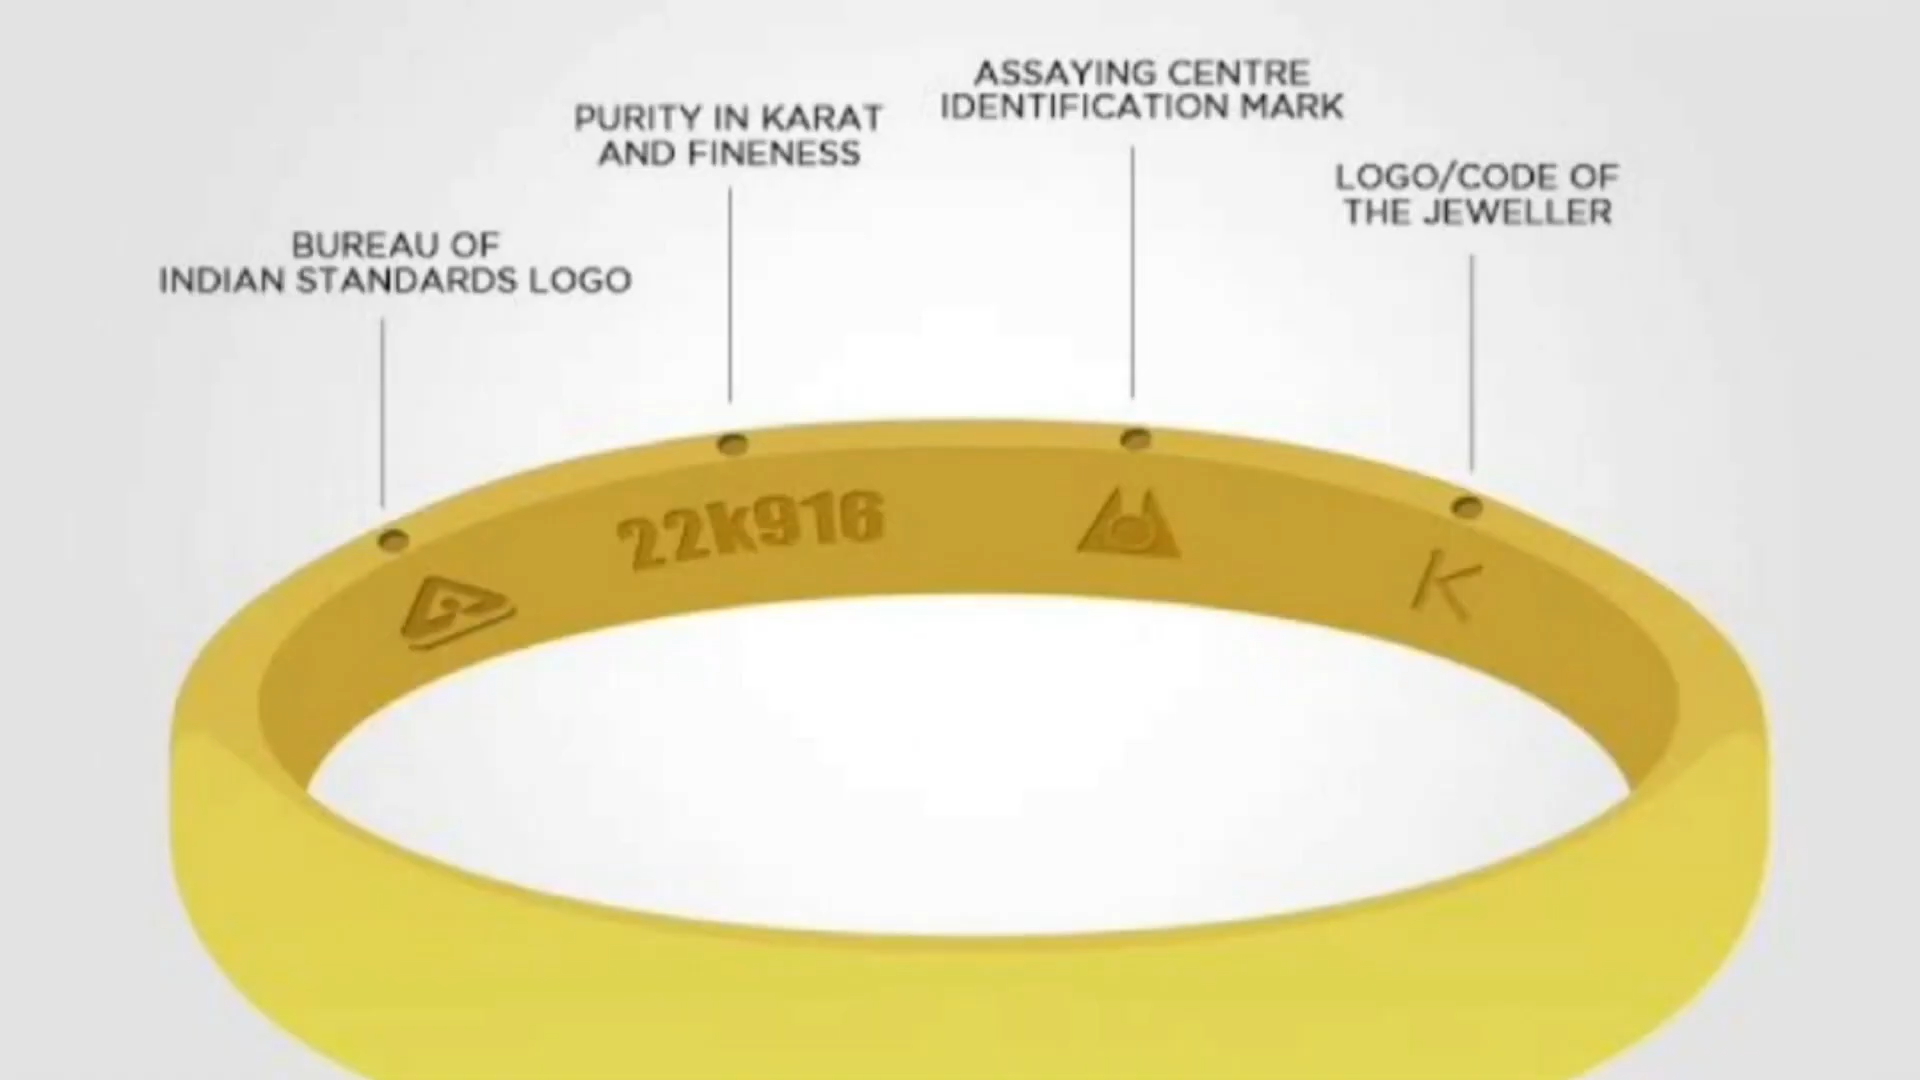 BUREAU OF
INDIAN STANDARDS LOGO
PURITY IN KARAT
AND FINENESS
ASSAYING CENTRE
IDENTIFICATION MARK
LOGO/CODE OF
THE JEWELLER
22k916
K